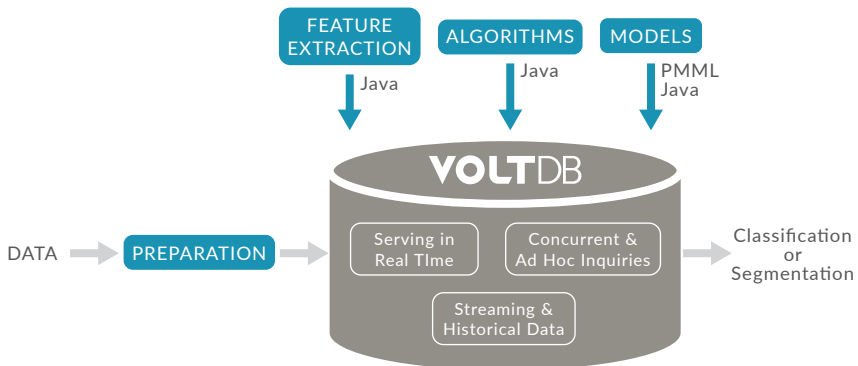 FEATURE
EXTRACTION
ALGORITHMS
MODELS
Java
Java
PMML
Java
VOLTDB
DATA
PREPARATION
Serving in
Real TIme
Concurrent &
Ad Hoc Inquiries
Streaming &
Historical Data
Classification
or
Segmentation